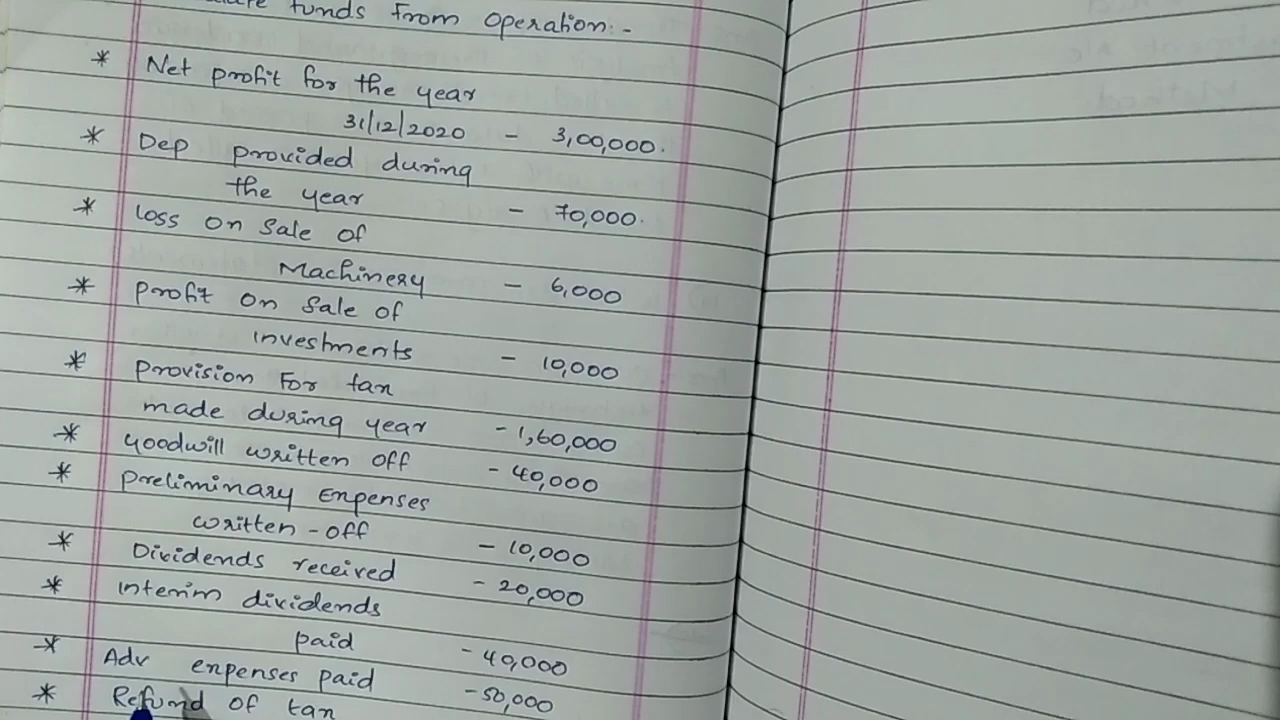 funds From operation:-
* Net profit for the year
31/12/2020 - 3,00,000.
* Dep provided during
the year - 70,000.
* Loss on Sale of
Machinery - 6,000
* profit on Sale of
investments - 10,000
* provision For tax
made during year - 1,60,000
* Goodwill written off - 40,000
* preliminary Expenses
written-off - 10,000
* Dividends received - 20,000
* interim dividends
paid - 40,000
* Adv expenses paid - 50,000
* Refund of tax